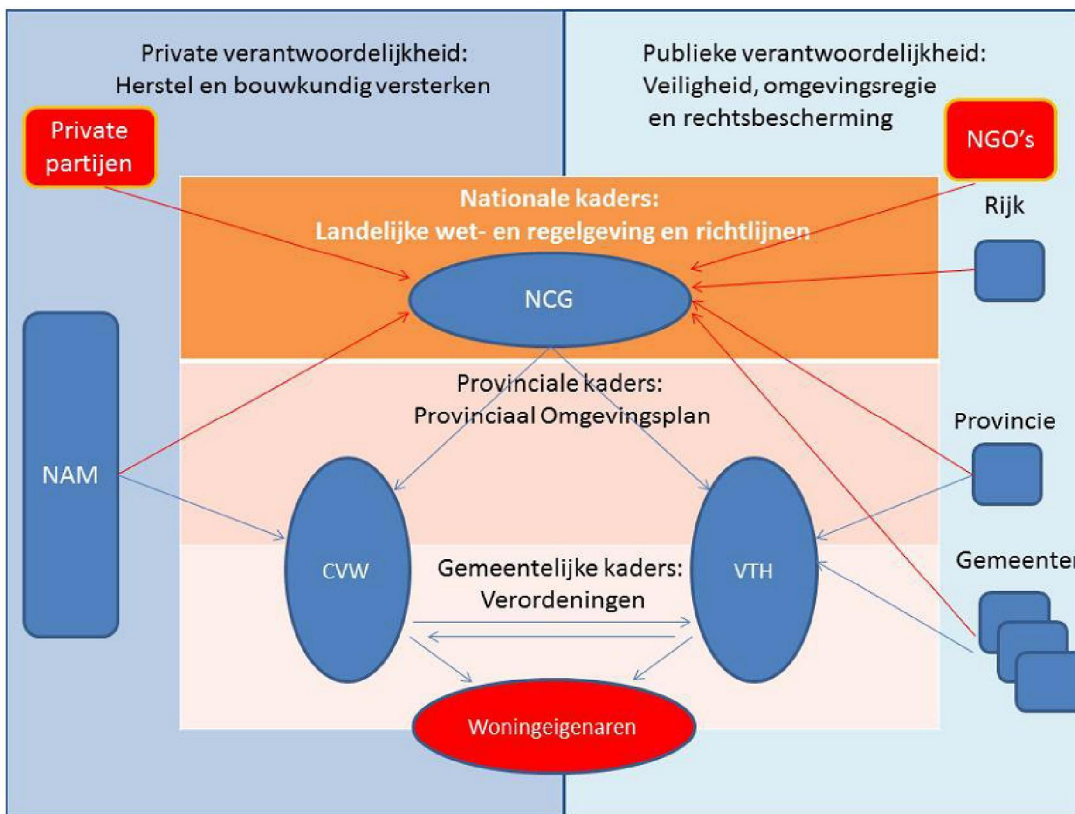 Private verantwoordelijkheid:
Herstel en bouwkundig versterken
Publieke verantwoordelijkheid:
Veiligheid, omgevingsregie
en rechtsbescherming
Private
partijen
NGO's
Nationale kaders:
Landelijke wet- en regelgeving en richtlijnen
Rijk
NCG
Provinciale kaders:
Provinciaal Omgevingsplan
Provincie
NAM
CVW
Gemeentelijke kaders:
Verordeningen
VTH
Gemeenten
Woningeigenaren